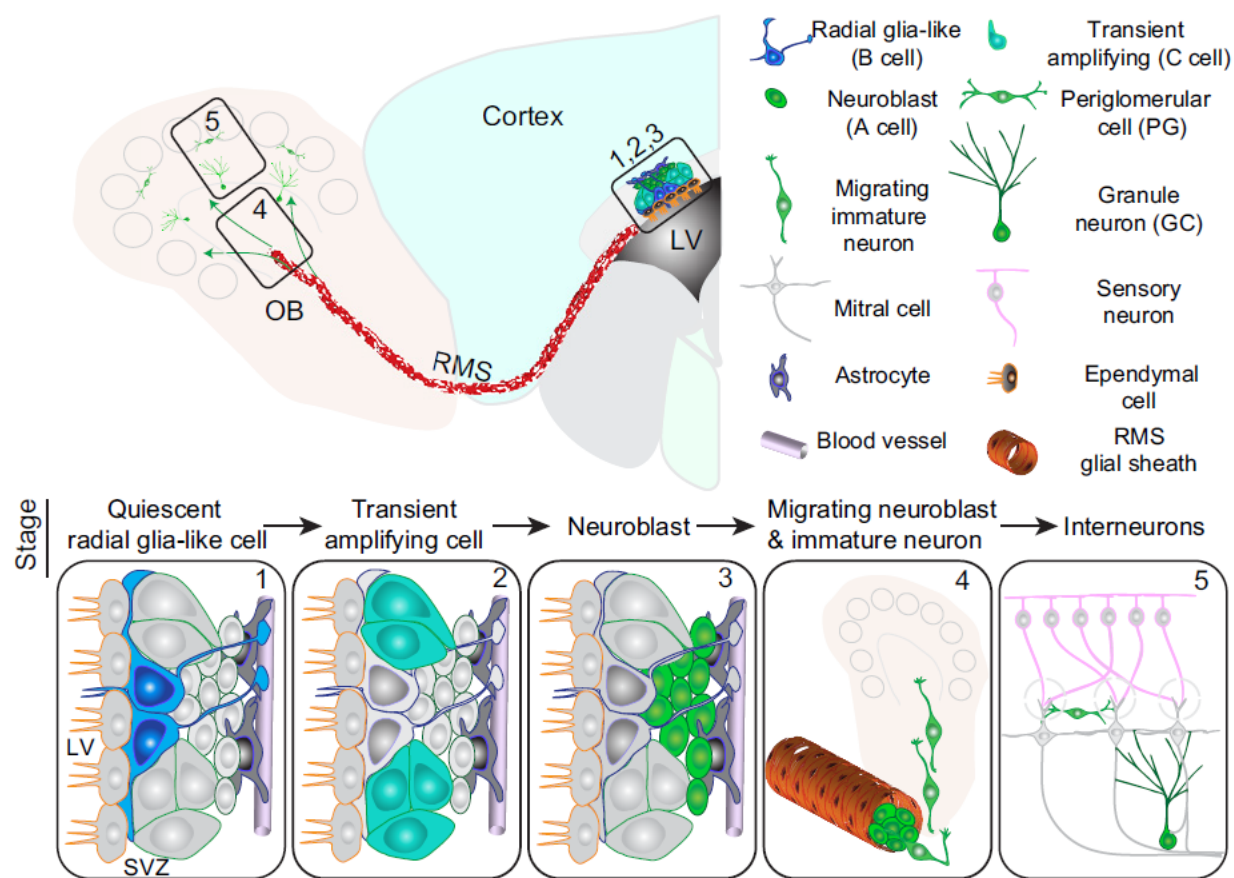 Cortex
5
4
1,2,3
LV
OB
RMS
Radial glia-like
(B cell)
Transient
amplifying (C cell)
Neuroblast
(A cell)
Periglomerular
cell (PG)
Migrating
immature
neuron
Granule
neuron (GC)
Mitral cell
Sensory
neuron
Astrocyte
Ependymal
cell
Blood vessel
RMS
glial sheath
Stage
Quiescent
radial glia-like cell
Transient
amplifying cell
Neuroblast
Migrating neuroblast
& immature neuron
Interneurons
1
2
3
4
5
LV
SVZ